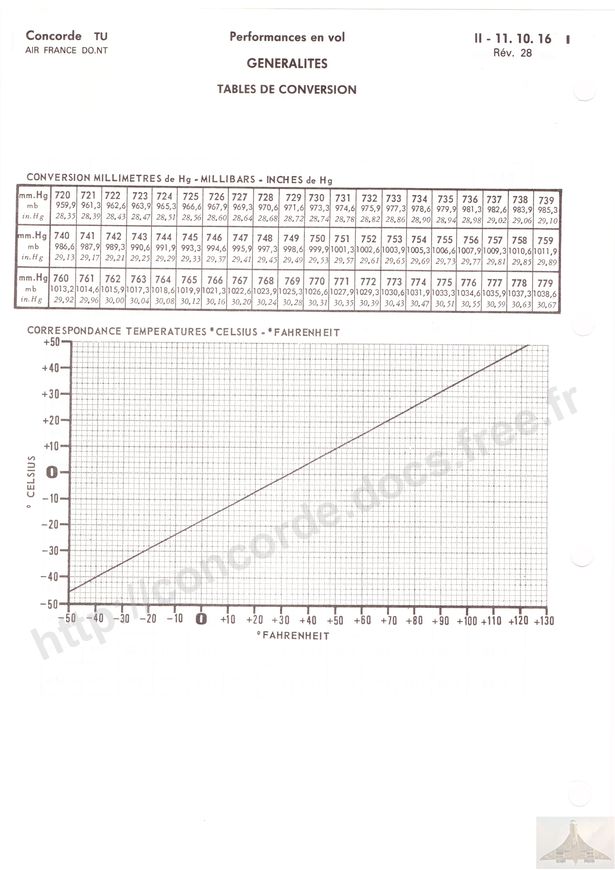 Concorde TU
AIR FRANCE DO.NT
Performances en vol
GENERALITES
TABLES DE CONVERSION
II - 11. 10. 16
Rév. 28
CONVERSION MILLIMETRES de Hg - MILLIBARS - INCHES de Hg
mm.Hg 720 721 722 723 724 725 726 727 728 729 730 731 732 733 734 735 736 737 738 739
mb 959,9 961,3 962,6 963,9 965,3 966,6 967,9 969,3 970,6 971,6 973,3 974,6 975,9 977,3 978,6 979,9 981,3 982,6 983,9 985,3
in.Hg 28,35 28,39 28,43 28,47 28,51 28,56 28,60 28,64 28,68 28,72 28,74 28,78 28,82 28,86 28,90 28,94 28,98 29,02 29,06 29,10
mm.Hg 740 741 742 743 744 745 746 747 748 749 750 751 752 753 754 755 756 757 758 759
mb 986,6 987,9 989,3 990,6 991,9 993,3 994,6 995,9 997,3 998,6 999,9 1001,3 1002,6 1003,9 1005,3 1006,6 1007,9 1009,3 1010,6 1011,9
in.Hg 29,13 29,17 29,21 29,25 29,29 29,33 29,37 29,41 29,45 29,49 29,53 29,57 29,61 29,65 29,69 29,73 29,77 29,81 29,85 29,89
mm.Hg 760 761 762 763 764 765 766 767 768 769 770 771 772 773 774 775 776 777 778 779
mb 1013,2 1014,6 1015,9 1017,3 1018,6 1019,9 1021,3 1022,6 1023,9 1025,3 1026,6 1027,9 1029,3 1030,6 1031,9 1033,3 1034,6 1035,9 1037,3 1038,6
in.Hg 29,92 29,96 30,00 30,04 30,08 30,12 30,16 30,20 30,24 30,28 30,31 30,35 30,39 30,43 30,47 30,51 30,55 30,59 30,63 30,67
CORRESPONDANCE TEMPERATURES °CELSIUS - °FAHRENHEIT
+50
+40
+30
+20
+10
0
-10
-20
-30
-40
-50
° CELSIUS
-50 -40 -30 -20 -10 0 +10 +20 +30 +40 +50 +60 +70 +80 +90 +100 +110 +120 +130
°FAHRENHEIT
http://concorde.docs.free.fr